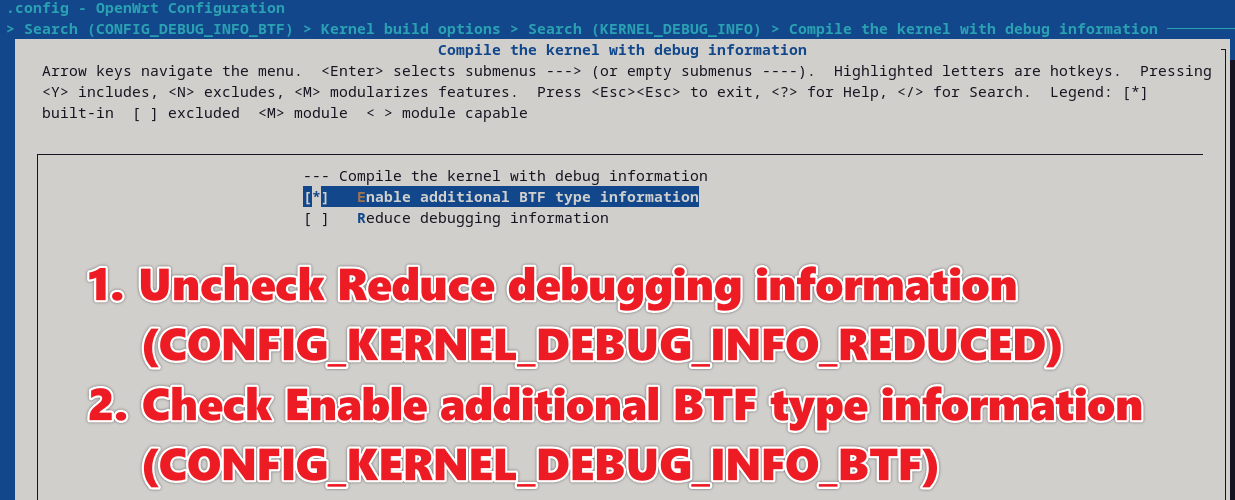 .config - OpenWrt Configuration
> Search (CONFIG_DEBUG_INFO_BTF) > Kernel build options > Search (KERNEL_DEBUG_INFO) > Compile the kernel with debug information
Compile the kernel with debug information
Arrow keys navigate the menu.  <Enter> selects submenus ---> (or empty submenus ----).  Highlighted letters are hotkeys.  Pressing
<Y> includes, <N> excludes, <M> modularizes features.  Press <Esc><Esc> to exit, <?> for Help, </> for Search.  Legend: [*]
built-in  [ ] excluded  <M> module  < > module capable
--- Compile the kernel with debug information
[*]   Enable additional BTF type information
[ ]   Reduce debugging information
1. Uncheck Reduce debugging information
(CONFIG_KERNEL_DEBUG_INFO_REDUCED)
2. Check Enable additional BTF type information
(CONFIG_KERNEL_DEBUG_INFO_BTF)